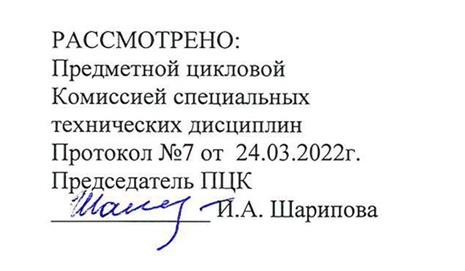 РАССМОТРЕНО:
Предметной цикловой
Комиссией специальных
технических дисциплин
Протокол №7 от 24.03.2022г.
Председатель ПЦК
И.А. Шарипова